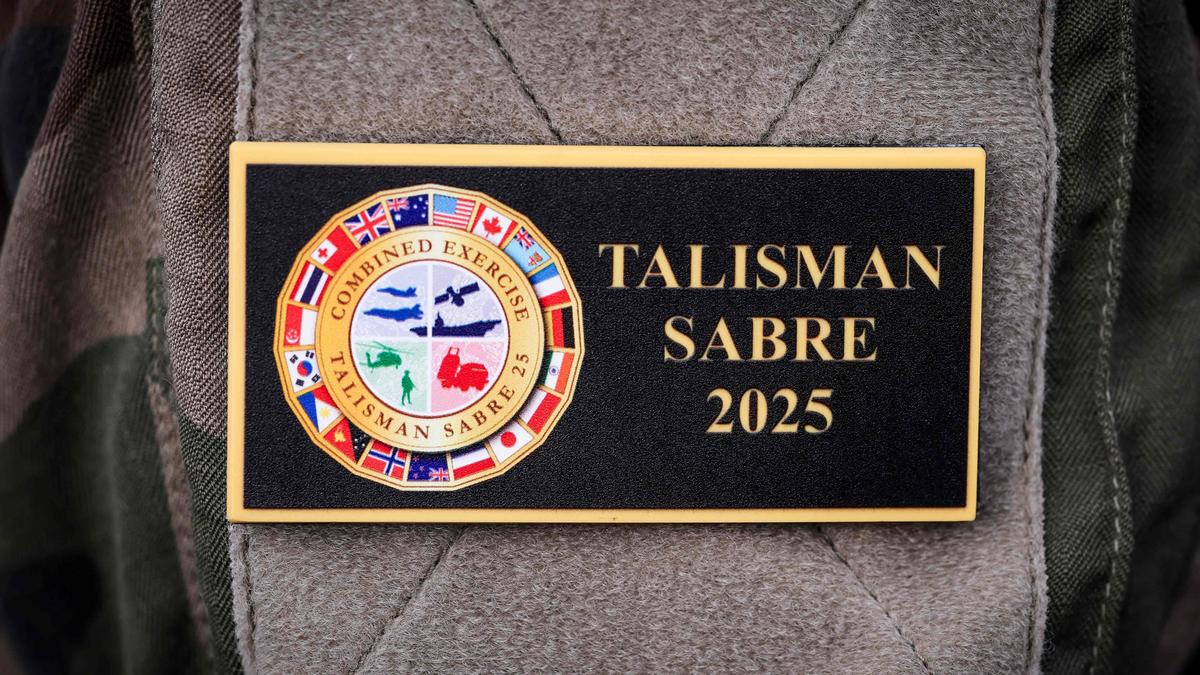 COMBINED EXERCISE
TALISMAN SABRE 25
TALISMAN
SABRE
2025